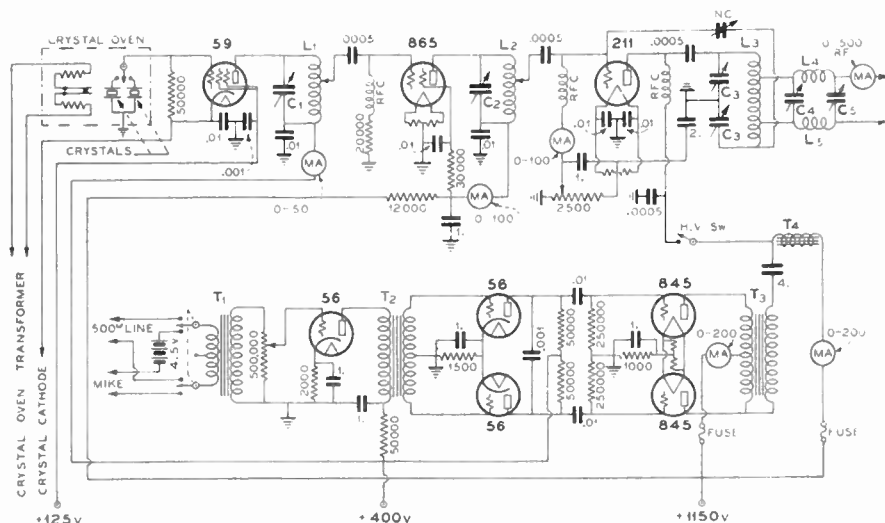 CRYSTAL OVEN
59
L1
.0005
865
L2
.0005
211
NC
.0005
L3
L4
0-500
RF
MA
50000
C1
.01
RFC
20000
C2
.01
RFC
C3
C3
C4
C5
L5
CRYSTALS
.01
.001
MA
.01
30000
MA
0-100
.01
.01
1.
RFC
2.
0-50
12000
MA
0-100
1.
2500
.0005
H.V. Sw
T4
CRYSTAL OVEN TRANSFORMER
CRYSTAL CATHODE
500ω LINE
4.5v
MIKE
T1
500,000
56
2000
1.
1.
T2
50000
1.
1500
56
56
.001
.01
50000
50000
.01
250000
250000
1.
1000
845
845
0-200
MA
T3
4.
0-200
MA
FUSE
FUSE
+125v
+400v
+1150v